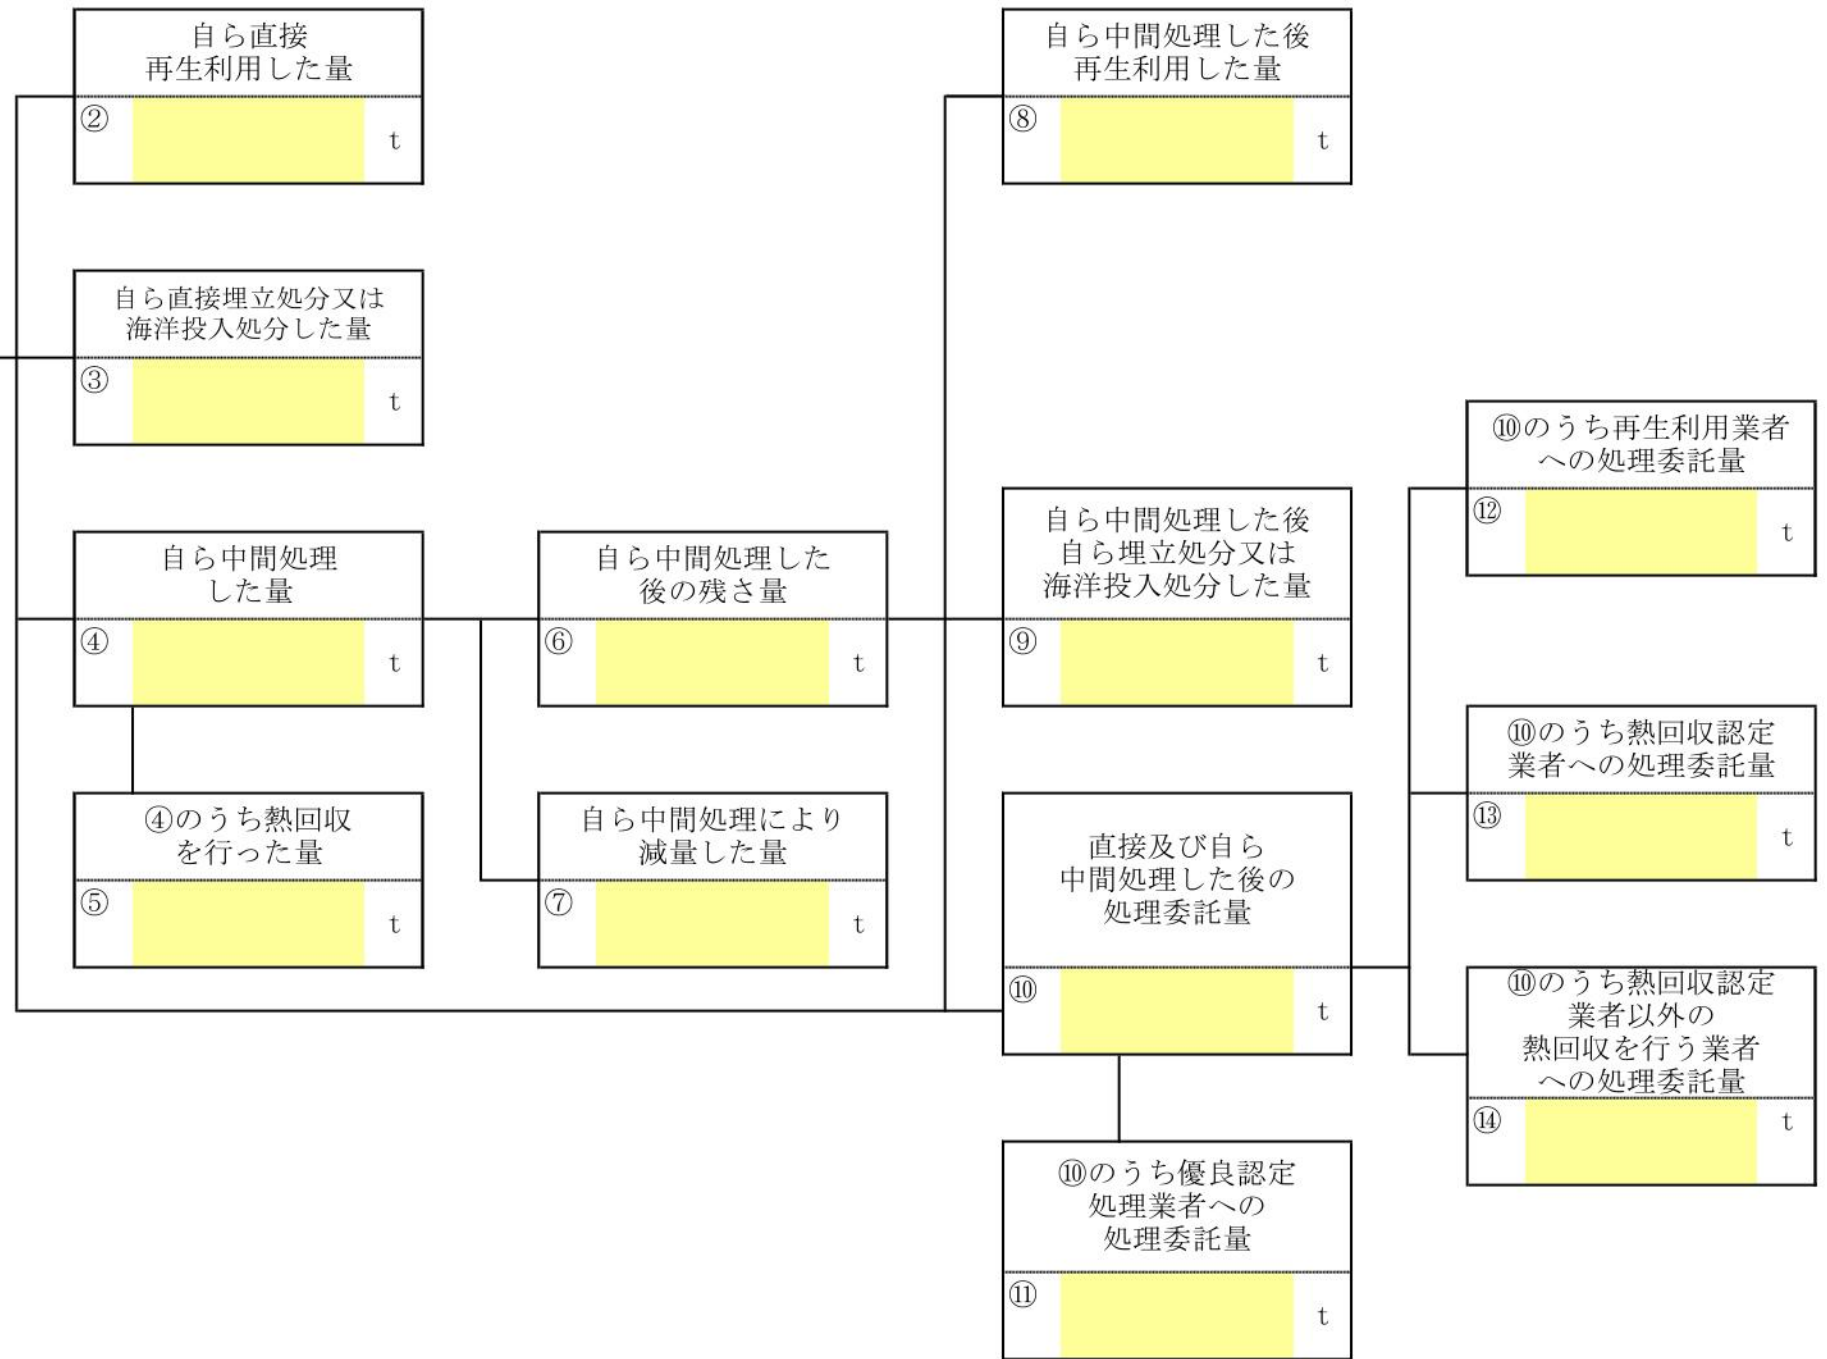 自ら直接
再生利用した量
②
t
自ら直接埋立処分又は
海洋投入処分した量
③
t
自ら中間処理
した量
④
t
④のうち熱回収
を行った量
⑤
t
自ら中間処理した
後の残さ量
⑥
t
自ら中間処理により
減量した量
⑦
t
自ら中間処理した後
再生利用した量
⑧
t
自ら中間処理した後
自ら埋立処分又は
海洋投入処分した量
⑨
t
直接及び自ら
中間処理した後の
処理委託量
⑩
t
⑩のうち優良認定
処理業者への
処理委託量
⑪
t
⑩のうち再生利用業者
への処理委託量
⑫
t
⑩のうち熱回収認定
業者への処理委託量
⑬
t
⑩のうち熱回収認定
業者以外の
熱回収を行う業者
への処理委託量
⑭
t